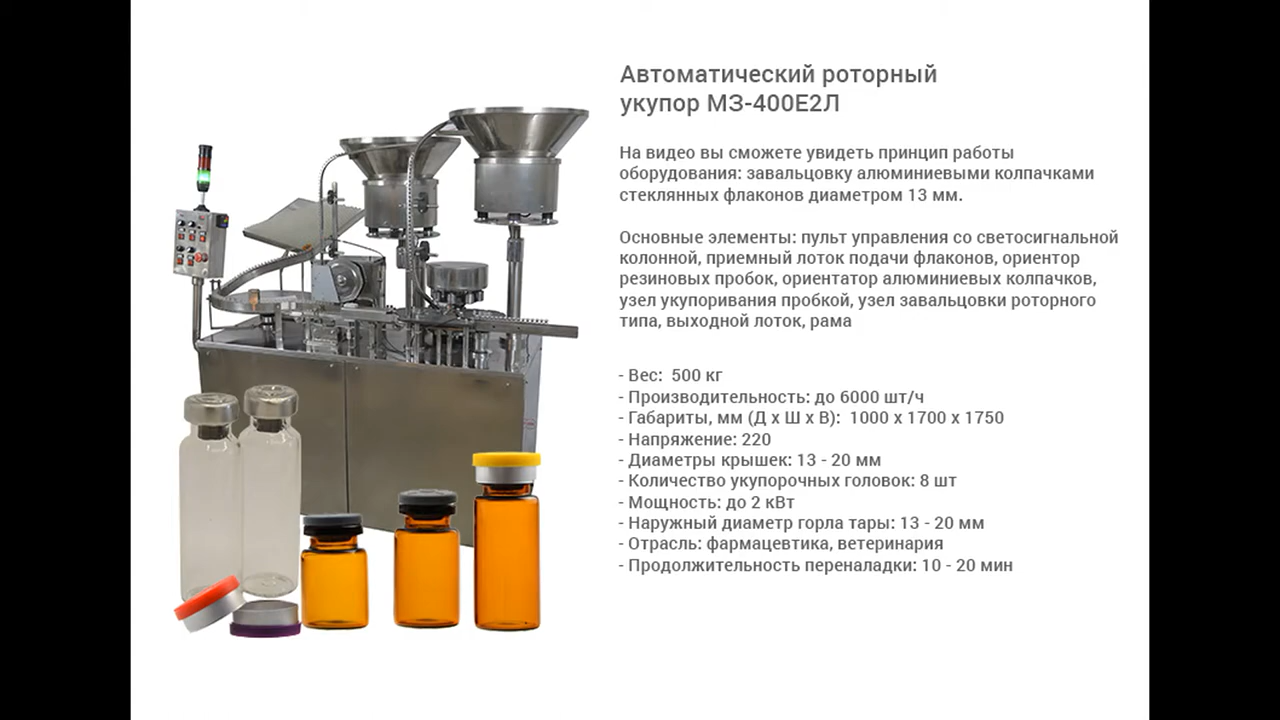 Автоматический роторный
укупор МЗ-400Е2Л
На видео вы сможете увидеть принцип работы
оборудования: завальцовку алюминиевыми колпачками
стеклянных флаконов диаметром 13 мм.
Основные элементы: пульт управления со светосигнальной
колонной, приемный лоток подачи флаконов, ориентор
резиновых пробок, ориентатор алюминиевых колпачков,
узел укупоривания пробкой, узел завальцовки роторного
типа, выходной лоток, рама
- Вес:  500 кг
- Производительность: до 6000 шт/ч
- Габариты, мм (Д х Ш х В):  1000 х 1700 х 1750
- Напряжение: 220
- Диаметры крышек: 13 - 20 мм
- Количество укупорочных головок: 8 шт
- Мощность: до 2 кВт
- Наружный диаметр горла тары: 13 - 20 мм
- Отрасль: фармацевтика, ветеринария
- Продолжительность переналадки: 10 - 20 мин